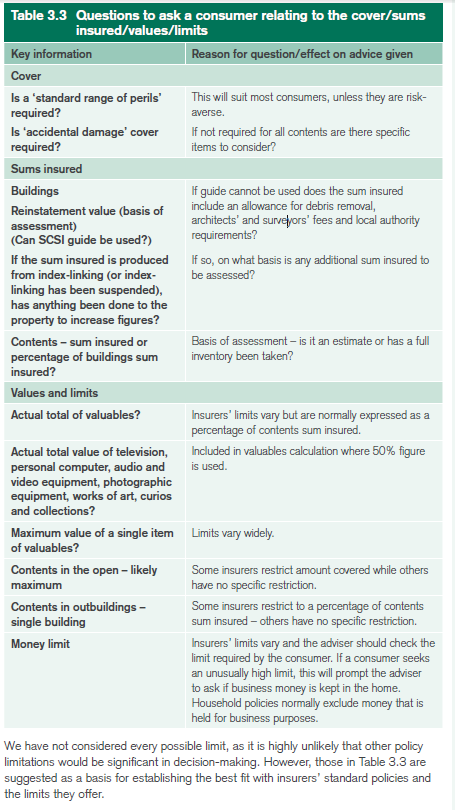 Table 3.3 Questions to ask a consumer relating to the cover/sums
insured/values/limits
Key information
Reason for question/effect on advice given
Cover
Is a ‘standard range of perils’
required?
This will suit most consumers, unless they are risk-
averse.
Is ‘accidental damage’ cover
required?
If not required for all contents are there specific
items to consider?
Sums insured
Buildings
Reinstatement value (basis of
assessment)
(Can SCSI guide be used?)
If guide cannot be used does the sum insured
include an allowance for debris removal,
architects’ and surveyors’ fees and local authority
requirements?
If the sum insured is produced
from index-linking (or index-
linking has been suspended),
has anything been done to the
property to increase figures?
If so, on what basis is any additional sum insured to
be assessed?
Contents – sum insured or
percentage of buildings sum
insured?
Basis of assessment – is it an estimate or has a full
inventory been taken?
Values and limits
Actual total of valuables?
Insurers’ limits vary but are normally expressed as a
percentage of contents sum insured.
Actual total value of television,
personal computer, audio and
video equipment, photographic
equipment, works of art, curios
and collections?
Included in valuables calculation where 50% figure
is used.
Maximum value of a single item
of valuables?
Limits vary widely.
Contents in the open – likely
maximum
Some insurers restrict amount covered while others
have no specific restriction.
Contents in outbuildings –
single building
Some insurers restrict to a percentage of contents
sum insured – others have no specific restriction.
Money limit
Insurers’ limits vary and the adviser should check the
limit required by the consumer. If a consumer seeks
an unusually high limit, this will prompt the adviser
to ask if business money is kept in the home.
Household policies normally exclude money that is
held for business purposes.
We have not considered every possible limit, as it is highly unlikely that other policy
limitations would be significant in decision-making. However, those in Table 3.3 are
suggested as a basis for establishing the best fit with insurers’ standard policies and
the limits they offer.